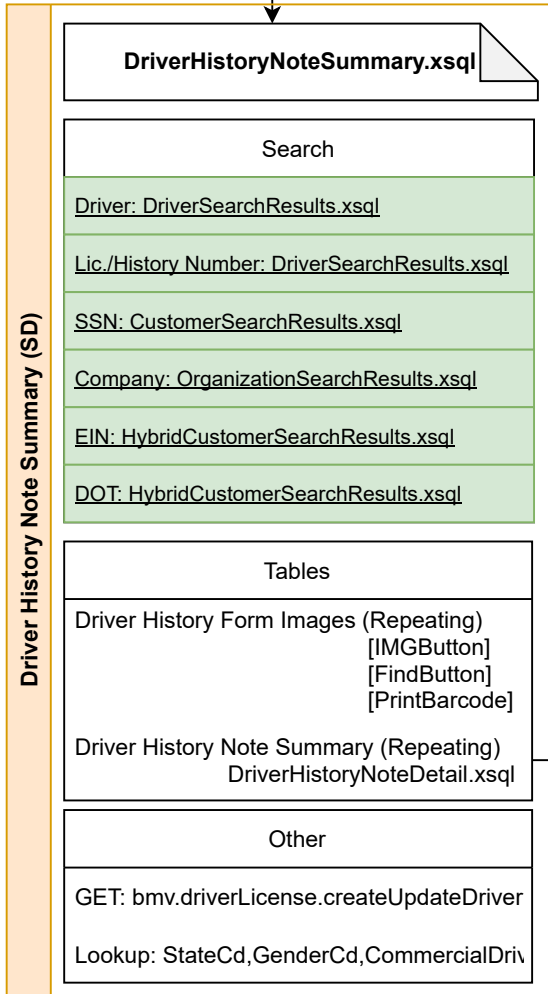 DriverHistoryNoteSummary.xsql
Driver History Note Summary (SD)
Search
Driver: DriverSearchResults.xsql
Lic./History Number: DriverSearchResults.xsql
SSN: CustomerSearchResults.xsql
Company: OrganizationSearchResults.xsql
EIN: HybridCustomerSearchResults.xsql
DOT: HybridCustomerSearchResults.xsql
Tables
Driver History Form Images (Repeating)
[IMGButton]
[FindButton]
[PrintBarcode]
Driver History Note Summary (Repeating)
DriverHistoryNoteDetail.xsql
Other
GET: bmv.driverLicense.createUpdateDriver
Lookup: StateCd,GenderCd,CommercialDriv